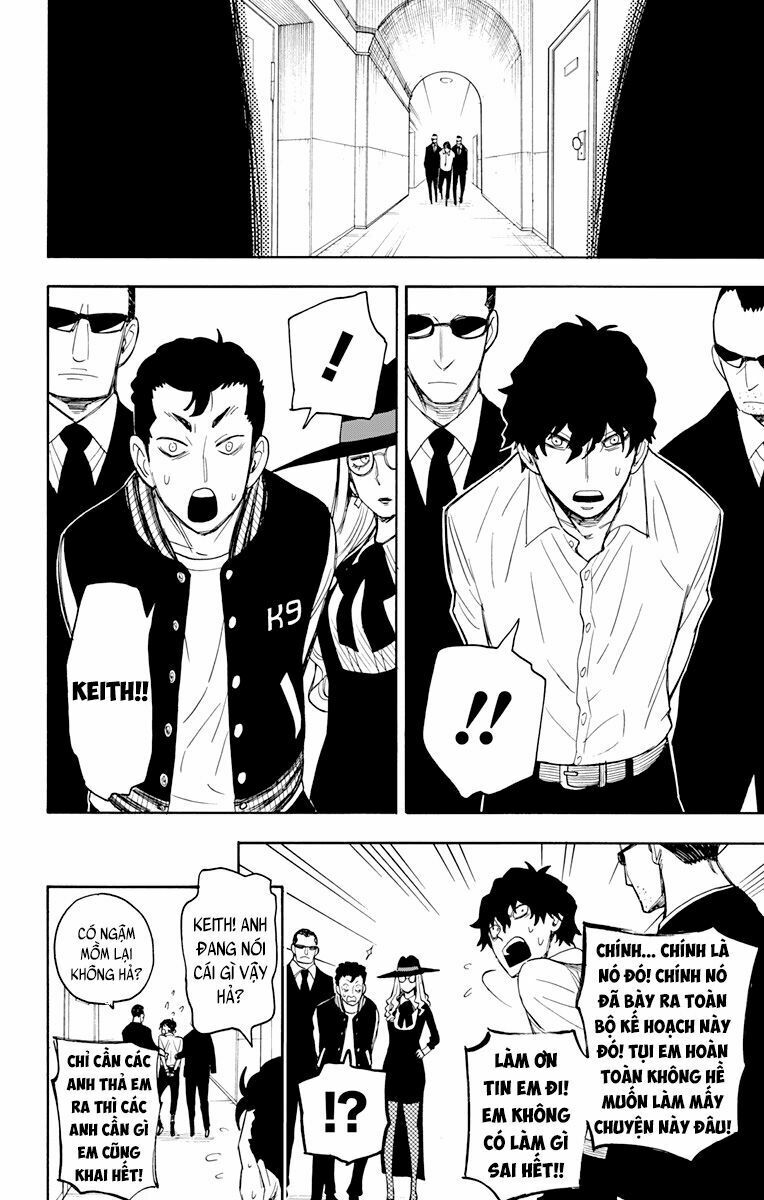 !!
!
K9
KEITH!!
CHÍNH... CHÍNH LÀ
NÓ ĐÓ! CHÍNH NÓ
ĐÃ BÀY RA TOÀN
BỘ KẾ HOẠCH NÀY
ĐÓ! TỤI EM HOÀN
TOÀN KHÔNG HỀ
MUỐN LÀM MẤY
CHUYỆN NÀY ĐÂU!
LÀM ƠN
TIN EM ĐI!
EM KHÔNG
CÓ LÀM GÌ
SAI HẾT!!
!?
KEITH! ANH
ĐANG NÓI
CÁI GÌ VẬY
HẢ?
CÓ NGẬM
MỒM LẠI
KHÔNG HẢ?
CHỈ CẦN CÁC
ANH THẢ EM
RA THÌ CÁC
ANH CẦN GÌ
EM CŨNG
KHAI HẾT!